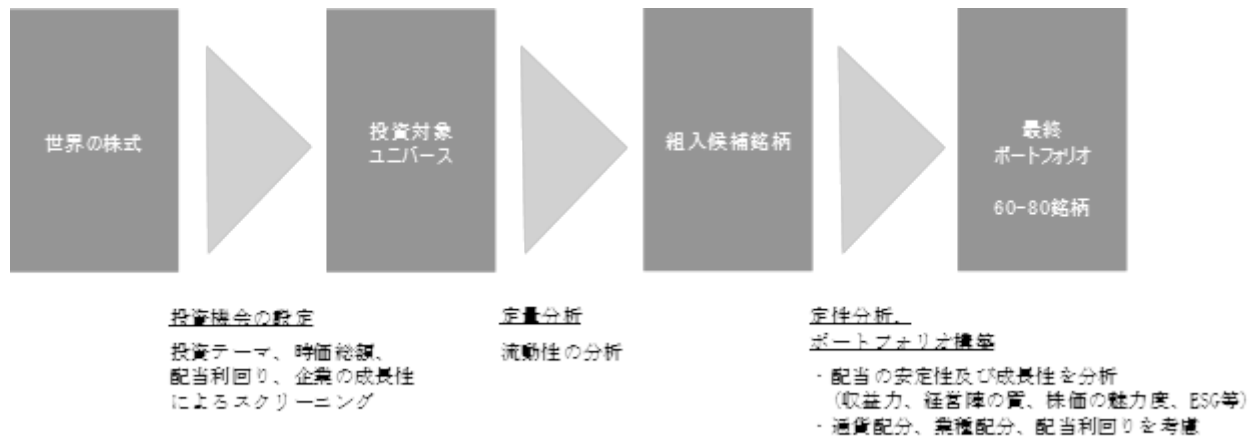 世界の株式
投資対象
ユニバース
組入候補銘柄
最終
ポートフォリオ
60-80銘柄
投資機会の設定
投資テーマ、時価総額、
配当利回り、企業の成長性
によるスクリーニング
定量分析
流動性の分析
定性分析、
ポートフォリオ構築
・配当の安定性及び成長性を分析
(収益力、経営陣の質、株価の魅力度、ESG等)
・通貨配分、業種配分、配当利回りを考慮